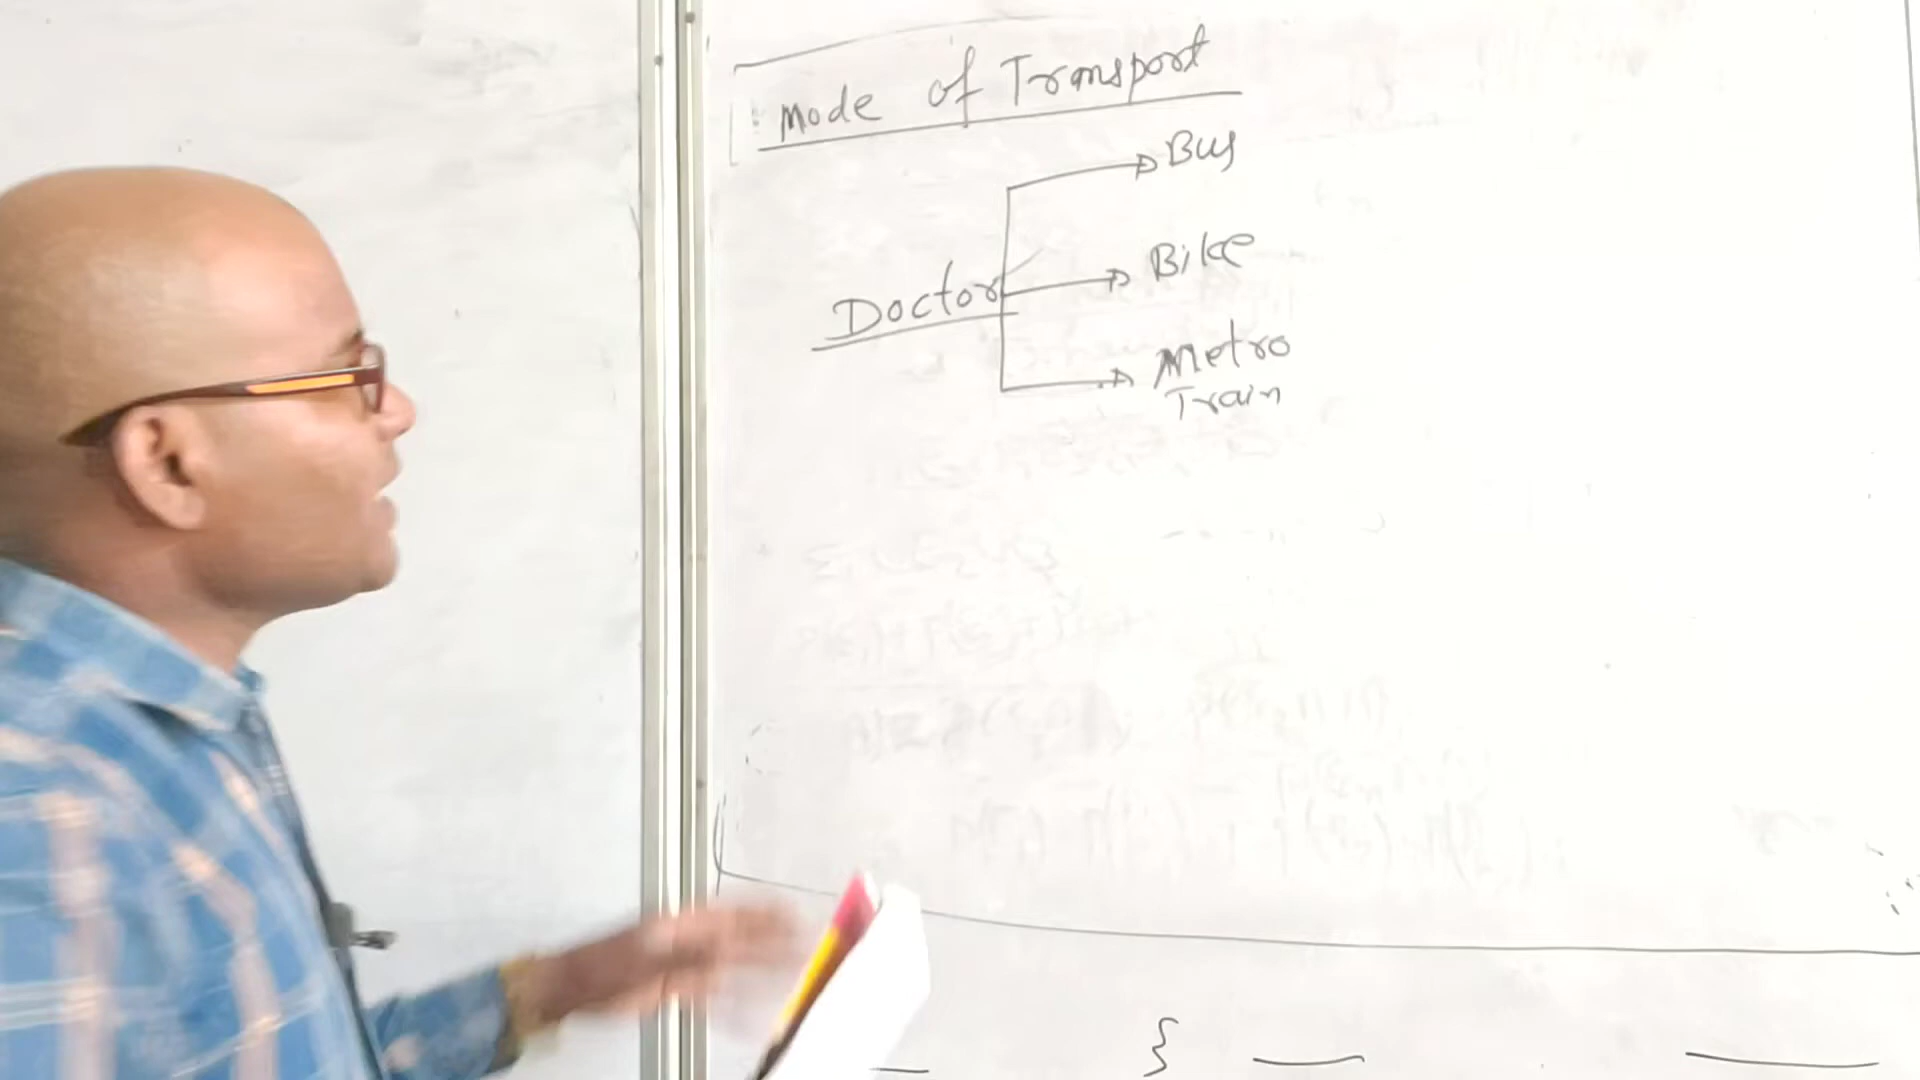 Mode of Transport
Bus
Bike
Doctor
Metro
Train